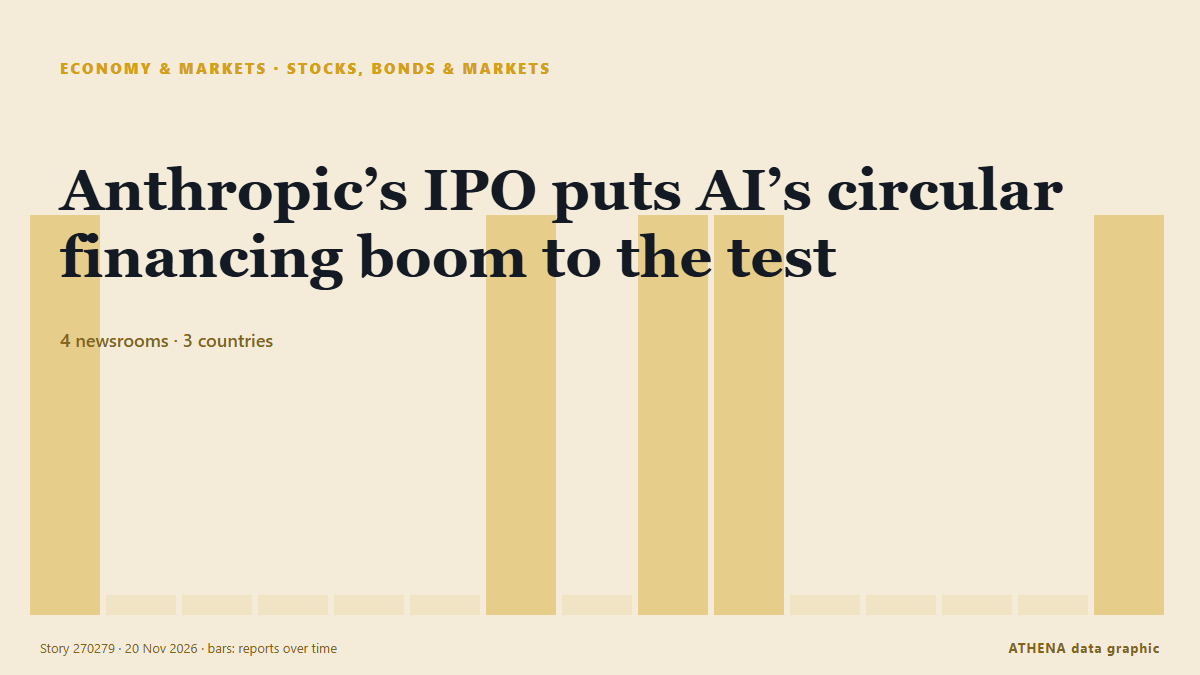 ECONOMY & MARKETS · STOCKS, BONDS & MARKETS
Anthropic’s IPO puts AI’s circular
financing boom to the test
4 newsrooms · 3 countries
Story 270279 · 20 Nov 2026 · bars: reports over time
ATHENA data graphic